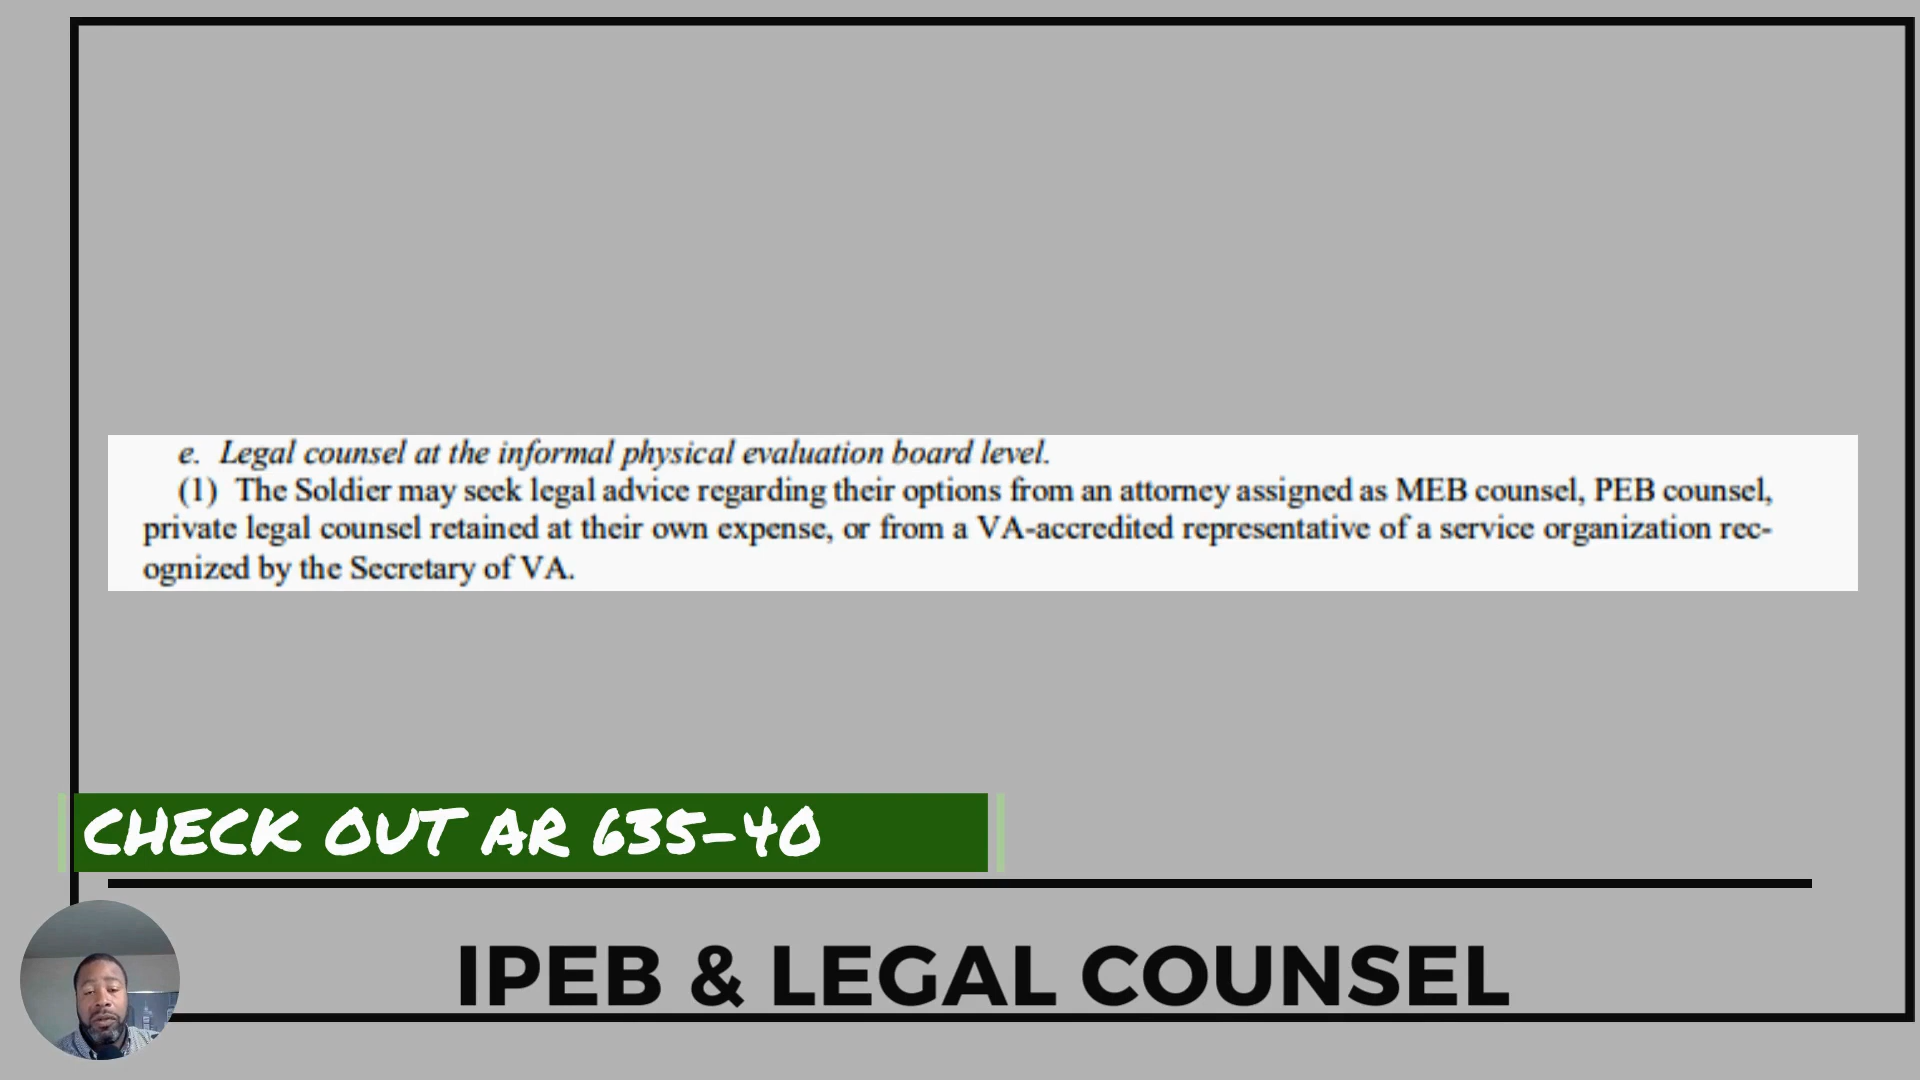 e. Legal counsel at the informal physical evaluation board level.
(1) The Soldier may seek legal advice regarding their options from an attorney assigned as MEB counsel, PEB counsel,
private legal counsel retained at their own expense, or from a VA-accredited representative of a service organization rec-
ognized by the Secretary of VA.
CHECK OUT AR 635-40
IPEB & LEGAL COUNSEL